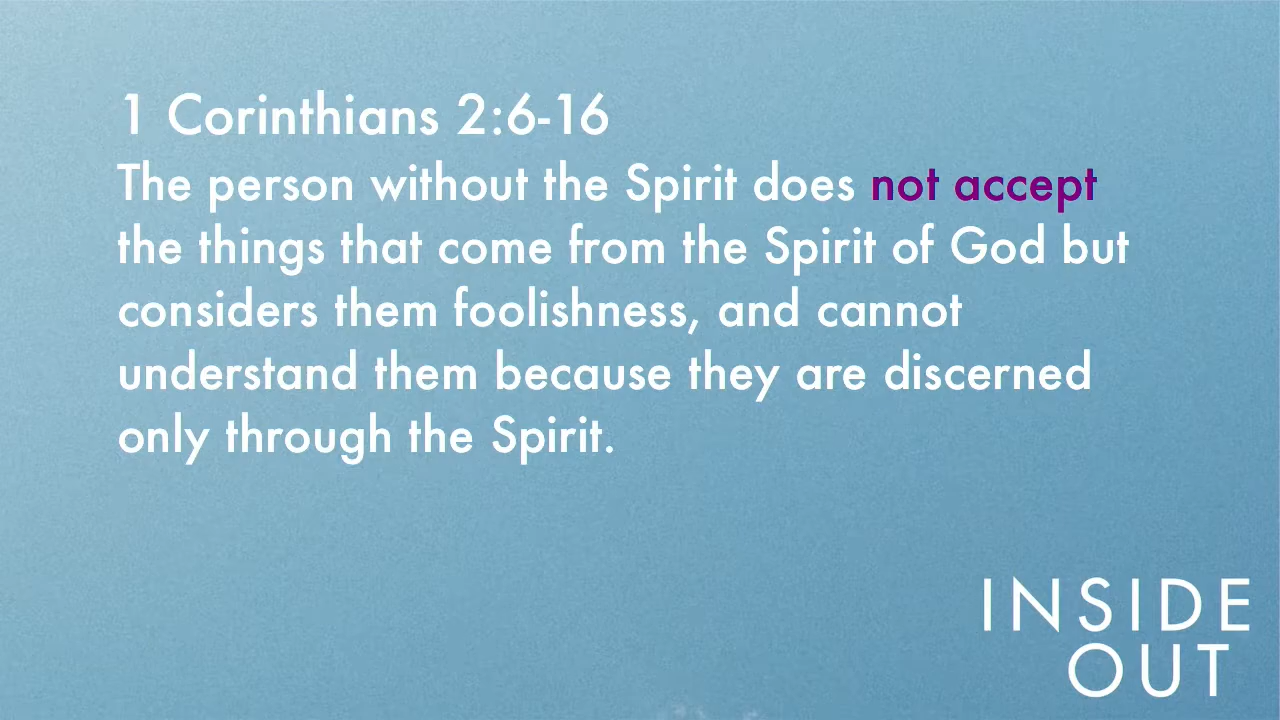 1 Corinthians 2:6-16
The person without the Spirit does not accept
the things that come from the Spirit of God but
considers them foolishness, and cannot
understand them because they are discerned
only through the Spirit.
INSIDE
OUT